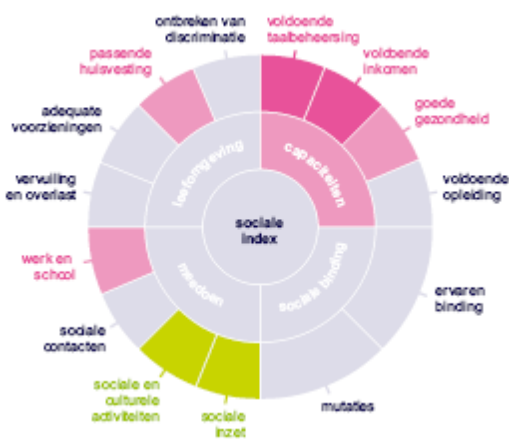 ontbreken van
discriminatie
voldoende
taalbeheersing
voldoende
inkomen
goede
gezondheid
voldoende
opleiding
ervaren
binding
mutaties
sociale
inzet
sociale en
culturele
activiteiten
sociale
contacten
werk en
school
vervuiling
en overlast
adequate
voorzieningen
passende
huisvesting
leefomgeving
capaciteiten
sociale binding
meedoen
sociale
index